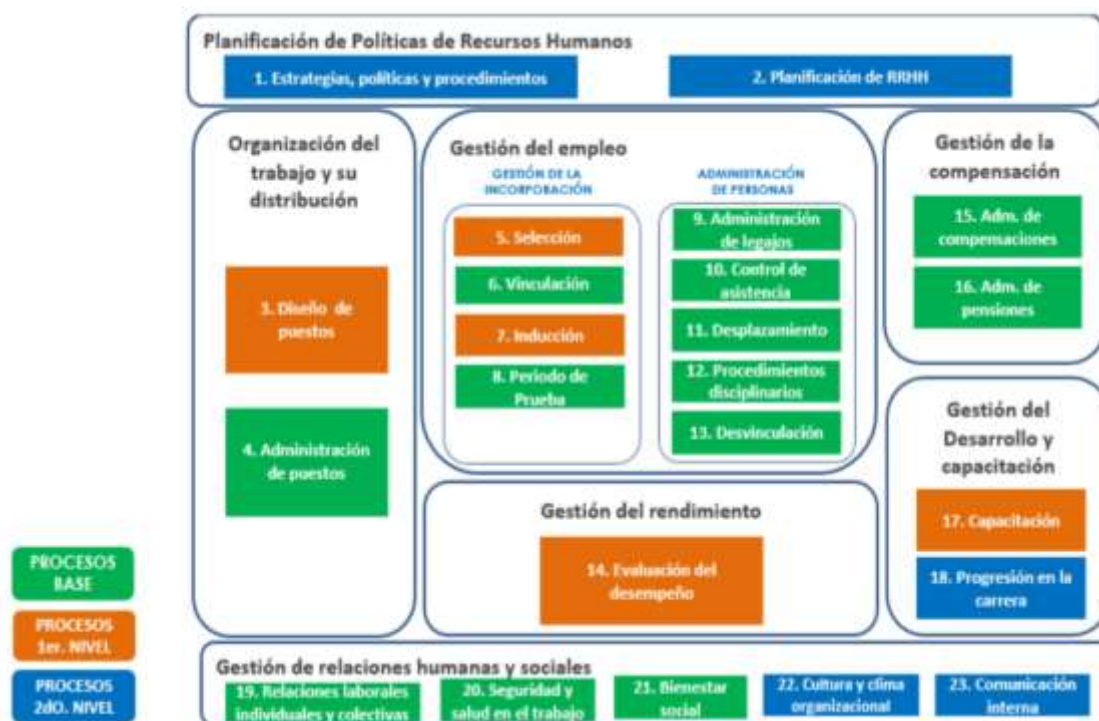 Planificación de Políticas de Recursos Humanos
1. Estrategias, políticas y procedimientos
2. Planificación de RRHH
Organización del
trabajo y su
distribución
3. Diseño de
puestos
4. Administración
de puestos
Gestión del empleo
GESTIÓN DE LA
INCORPORACIÓN
5. Selección
6. Vinculación
7. Inducción
8. Periodo de
Prueba
ADMINISTRACIÓN
DE PERSONAS
9. Administración
de legajos
10. Control de
asistencia
11. Desplazamiento
12. Procedimientos
disciplinarios
13. Desvinculación
Gestión de la
compensación
15. Adm. de
compensaciones
16. Adm. de
pensiones
Gestión del rendimiento
14. Evaluación del
desempeño
Gestión del
Desarrollo y
capacitación
17. Capacitación
18. Progresión en la
carrera
Gestión de relaciones humanas y sociales
19. Relaciones laborales
individuales y colectivas
20. Seguridad y
salud en el trabajo
21. Bienestar
social
22. Cultura y clima
organizacional
23. Comunicación
interna
PROCESOS
BASE
PROCESOS
1er. NIVEL
PROCESOS
2dO. NIVEL